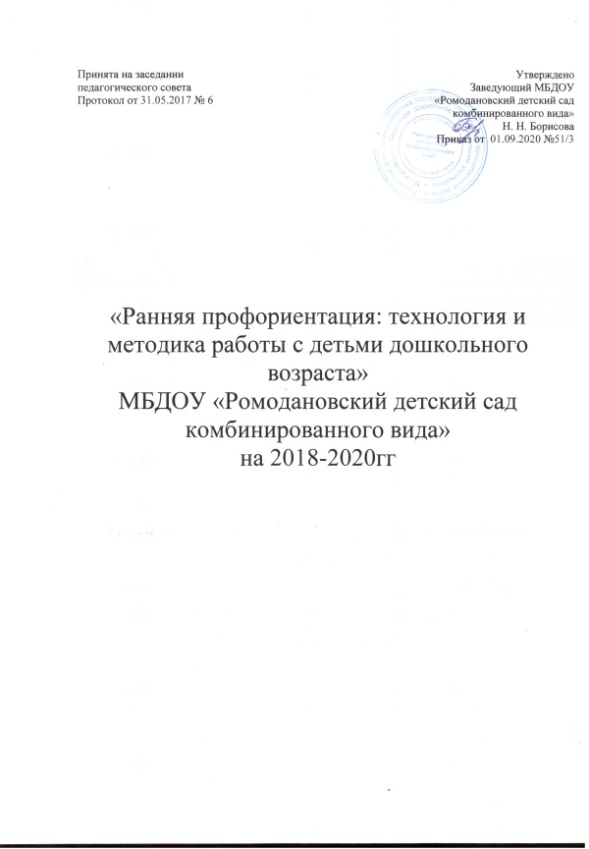 Принята на заседании
педагогического совета
Протокол от 31.05.2017 № 6
Утверждено
Заведующий МБДОУ
«Ромодановский детский сад
комбинированного вида»
Н. Н. Борисова
Приказ от 01.09.2020 №51/3
«Ранняя профориентация: технология и
методика работы с детьми дошкольного
возраста»
МБДОУ «Ромодановский детский сад
комбинированного вида»
на 2018-2020гг